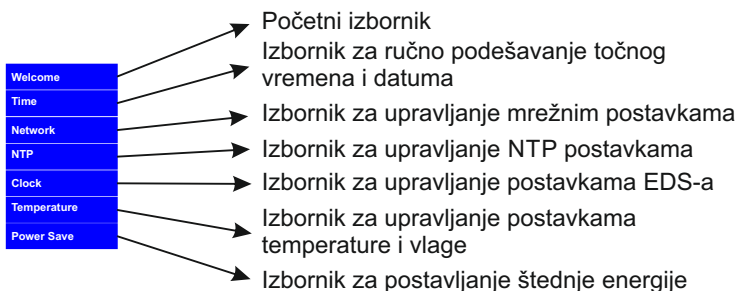 Welcome
Time
Network
NTP
Clock
Temperature
Power Save
Početni izbornik
Izbornik za ručno podešavanje točnog
vremena i datuma
Izbornik za upravljanje mrežnim postavkama
Izbornik za upravljanje NTP postavkama
Izbornik za upravljanje postavkama EDS-a
Izbornik za upravljanje postavkama
temperature i vlage
Izbornik za postavljanje štednje energije